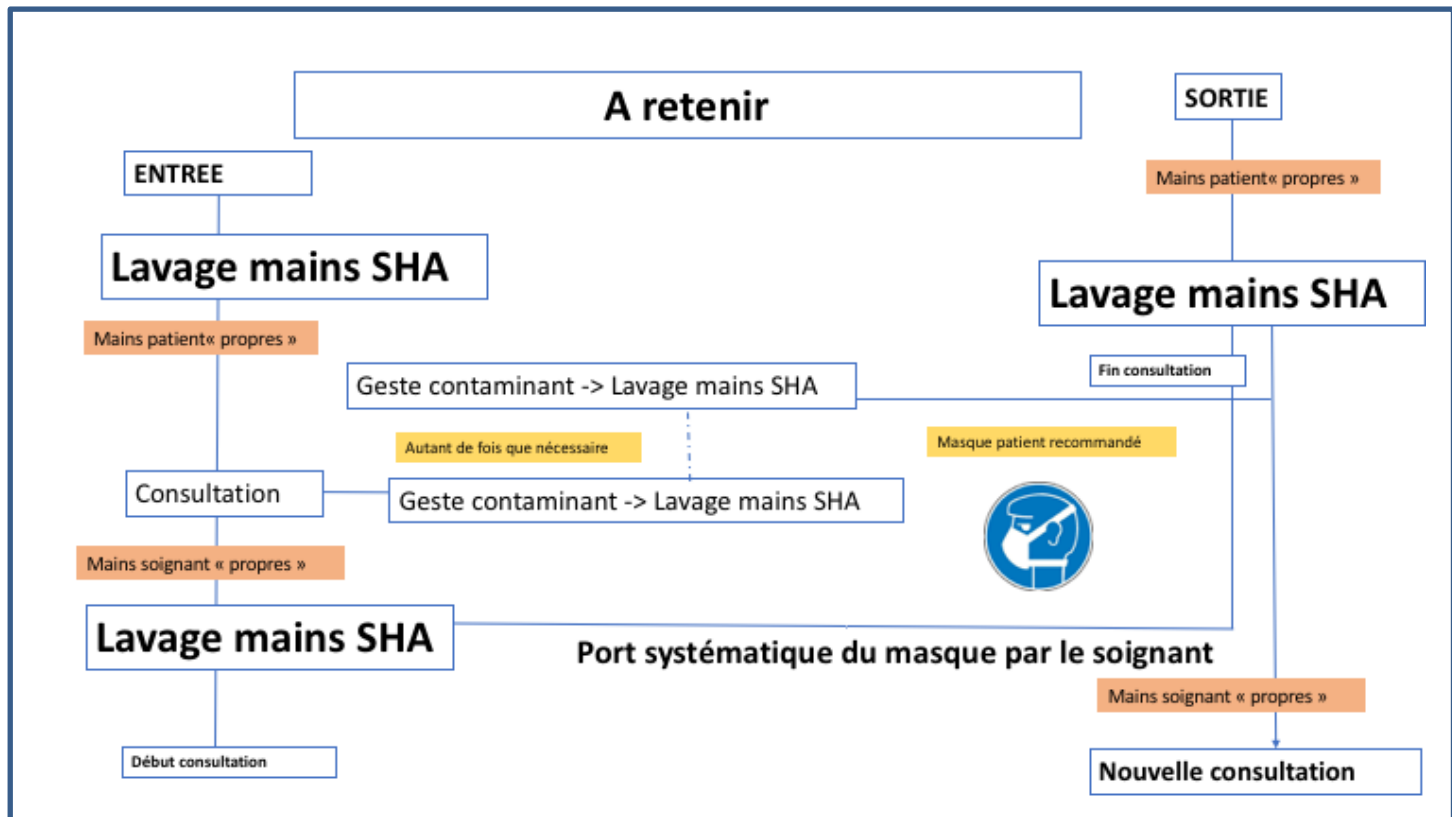 A retenir
SORTIE
ENTREE
Mains patient« propres »
Lavage mains SHA
Lavage mains SHA
Mains patient« propres »
Fin consultation
Geste contaminant -> Lavage mains SHA
Autant de fois que nécessaire
Masque patient recommandé
Consultation
Geste contaminant -> Lavage mains SHA
Mains soignant « propres »
Lavage mains SHA
Port systématique du masque par le soignant
Mains soignant « propres »
Début consultation
Nouvelle consultation